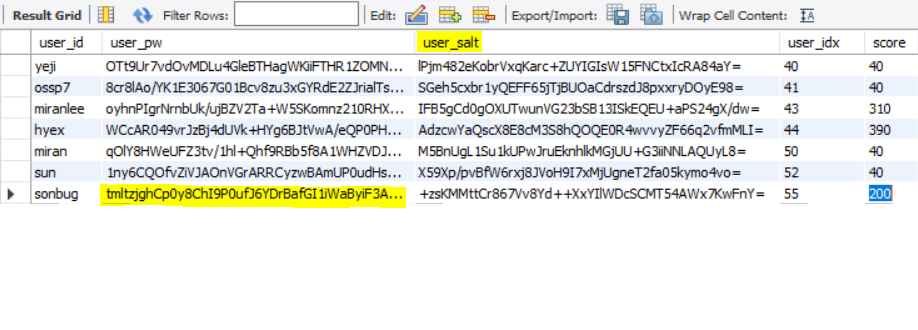 Result Grid Filter Rows: Edit: Export/Import: Wrap Cell Content: IA
user_id user_pw user_salt user_idx score
yeji OTt9Ur7vdOvMDLu4GleBTHagWKiiFTHR1ZOMN... lPjm482eKobrVxqKarc+ZUYIGIsW15FNCtxIcRA84aY= 40 40
ossp7 8cr8lAo/YK1E3067G01Bcv8zu3xGYRdE2ZJrialTs... SGeh5cxbr1yQEFF65jTjBUOaCdrszdJ8pxxryDOyE98= 41 40
miranlee oyhnPIgrNrnbUk/ujBZV2Ta+W5SKomnz210RHX... IFB5gCd0gOXUTwunVG23bSB13ISkEQEU+aPS24gX/dw= 43 310
hyex WCcAR049vrJzBj4dUVk+HYg6BJtVwA/eQP0PH... AdzcwYaQscX8E8cM3S8hQOQE0R4wvvyZF66q2vfmMLI= 44 390
miran qOlY8HWeUFZ3tv/1hl+Qhf9RBb5f8A1WHZVDJ... M5BnUgL1Su1kUPwJruEknhlkMGjUU+G3iiNNLAQUyL8= 50 40
sun 1ny6CQOfvZiVJAOnVGrARRCyzwBAmUP0udHs... X59Xp/pvBfW6rxj8JVoH9I7xMjUgneT2fa05kymo4vo= 52 40
sonbug tmltzjghCp0y8ChI9P0ufJ6YDrBafGI1iWaByiF3A... +zsKMMttCr867Vv8Yd++XxYIlWDcSCMT54AWx7KwFnY= 55 200